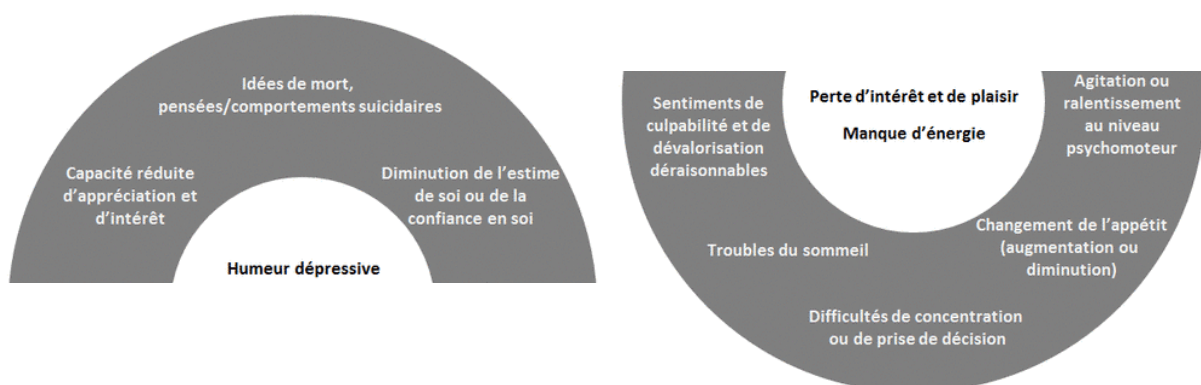 Idées de mort,
pensées/comportements suicidaires
Capacité réduite
d'appréciation et
d'intérêt
Diminution de l'estime
de soi ou de la
confiance en soi
Humeur dépressive
Sentiments de
culpabilité et de
dévalorisation
déraisonnables
Perte d'intérêt et de plaisir
Manque d'énergie
Agitation ou
ralentissement
au niveau
psychomoteur
Troubles du sommeil
Changement de l'appétit
(augmentation ou
diminution)
Difficultés de concentration
ou de prise de décision